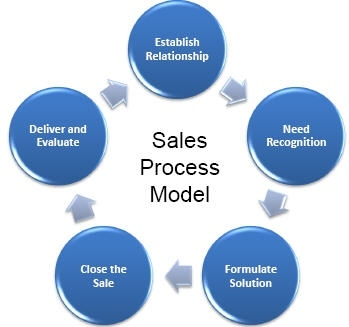 Establish
Relationship
Need
Recognition
Formulate
Solution
Close the
Sale
Deliver and
Evaluate
Sales
Process
Model